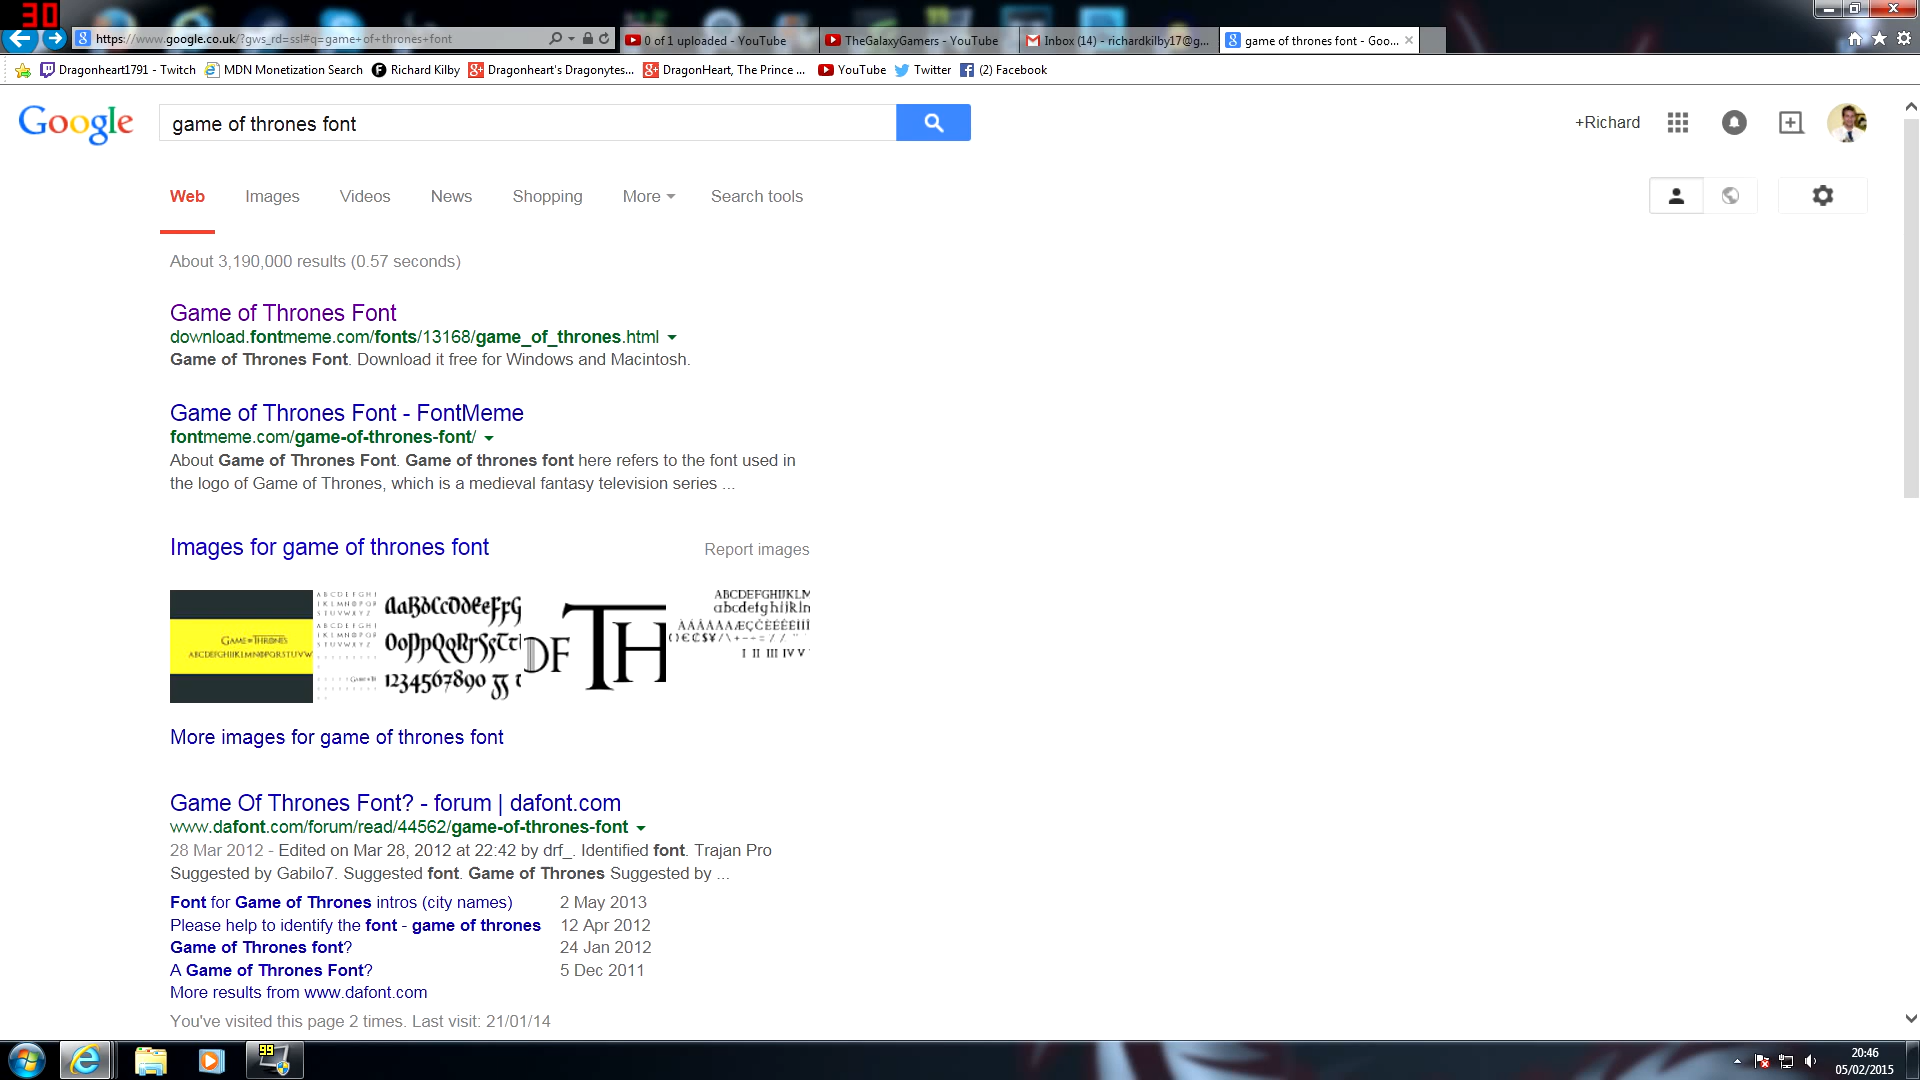 30
https://www.google.co.uk/?gws_rd=ssl#q=game+of+thrones+font
0 of 1 uploaded - YouTube
TheGalaxyGamers - YouTube
Inbox (14) - richardkilby17@g...
game of thrones font - Goo...
Dragonheart1791 - Twitch
MDN Monetization Search
Richard Kilby
Dragonheart's Dragonytes...
DragonHeart, The Prince ...
YouTube
Twitter
(2) Facebook
Google
game of thrones font
+Richard
Web Images Videos News Shopping More Search tools
About 3,190,000 results (0.57 seconds)
Game of Thrones Font
download.fontmeme.com/fonts/13168/game_of_thrones.html
Game of Thrones Font. Download it free for Windows and Macintosh.
Game of Thrones Font - FontMeme
fontmeme.com/game-of-thrones-font/
About Game of Thrones Font. Game of thrones font here refers to the font used in
the logo of Game of Thrones, which is a medieval fantasy television series ...
Images for game of thrones font
Report images
GAME OF THRONES
ABCDEFGHIJKLMNOPQRSTUVW
AaBbCcDdEeFfG
1234567890
OF TH
ABCDEFGHIJKLM
abcdefghijkln
I II III IV V
More images for game of thrones font
Game Of Thrones Font? - forum | dafont.com
www.dafont.com/forum/read/44562/game-of-thrones-font
28 Mar 2012 - Edited on Mar 28, 2012 at 22:42 by drf_. Identified font. Trajan Pro
Suggested by Gabilo7. Suggested font. Game of Thrones Suggested by ...
Font for Game of Thrones intros (city names) 2 May 2013
Please help to identify the font - game of thrones 12 Apr 2012
Game of Thrones font? 24 Jan 2012
A Game of Thrones Font? 5 Dec 2011
More results from www.dafont.com
You've visited this page 2 times. Last visit: 21/01/14
99
20:46
05/02/2015